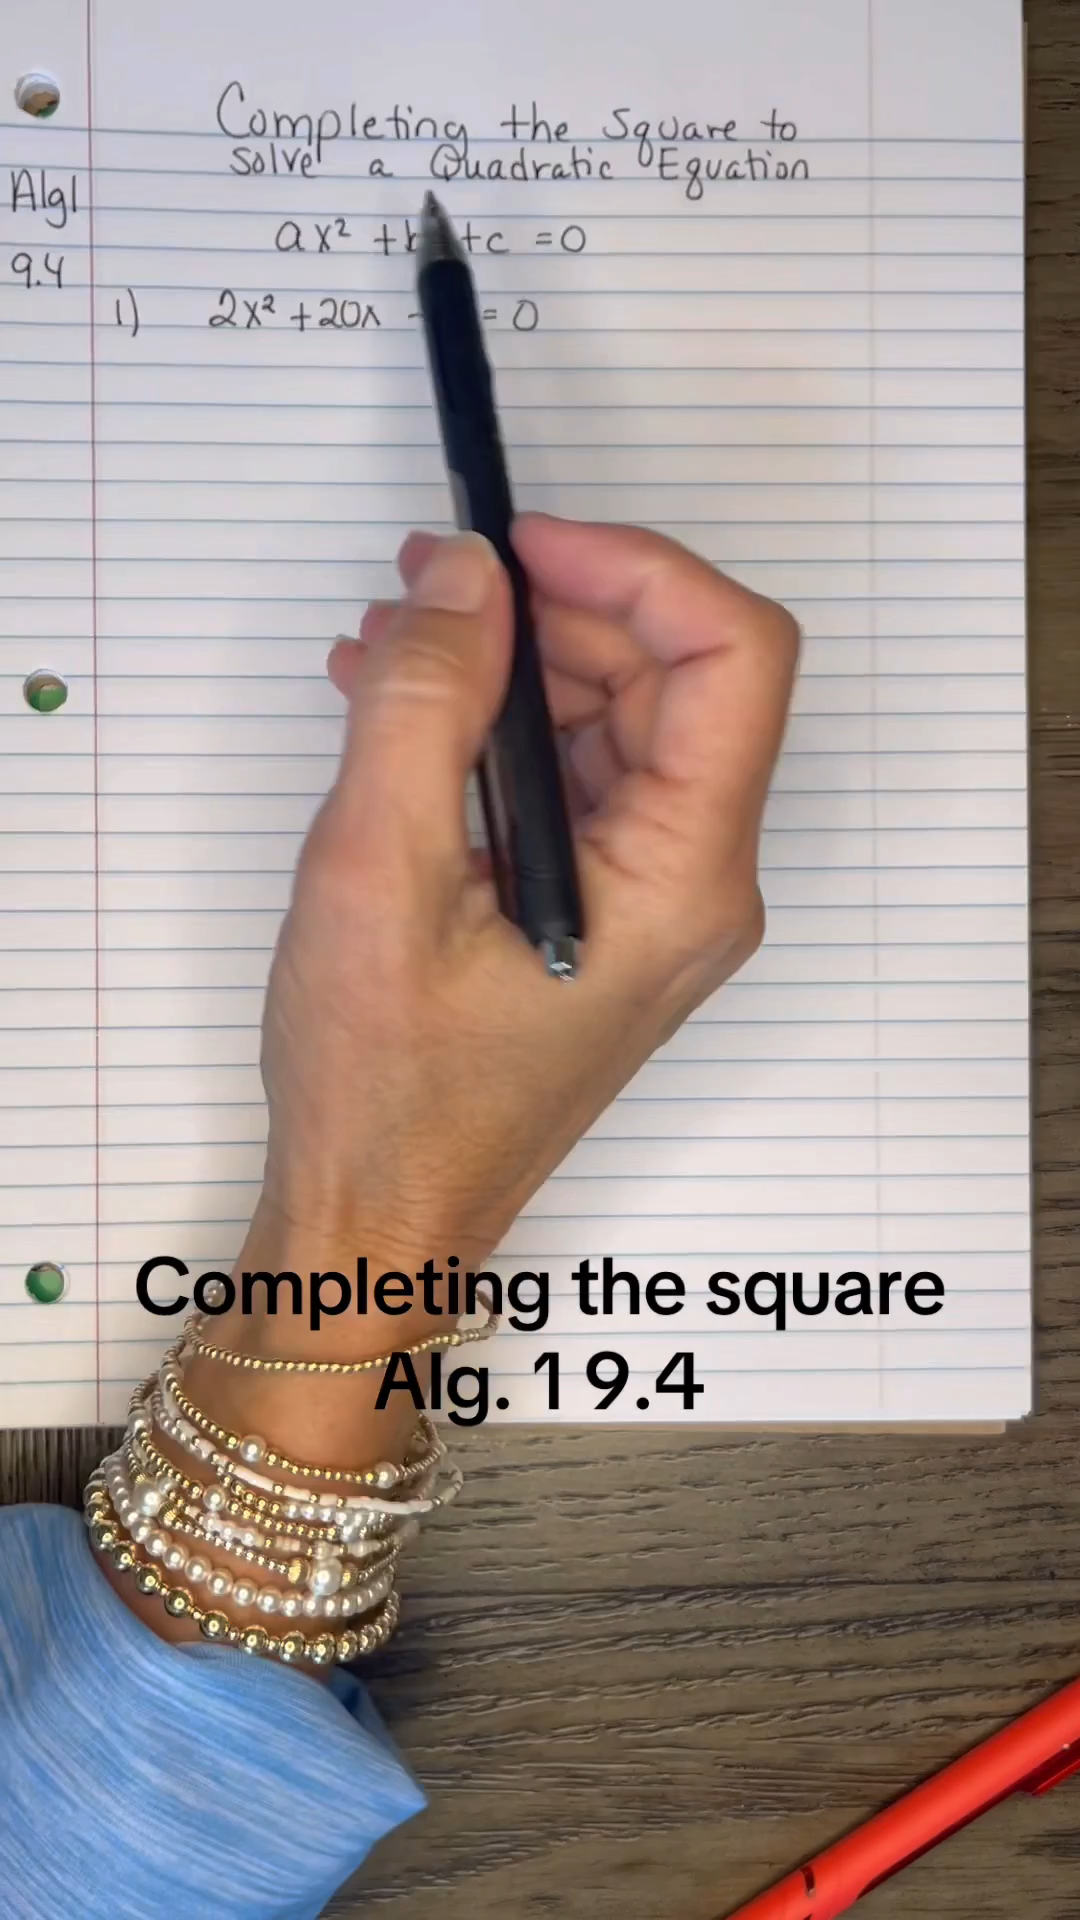 Completing the Square to
solve a Quadratic Equation
Alg1
9.4
ax² + +c = 0
1) 2x² + 20x - = 0
Completing the square
Alg. 1 9.4